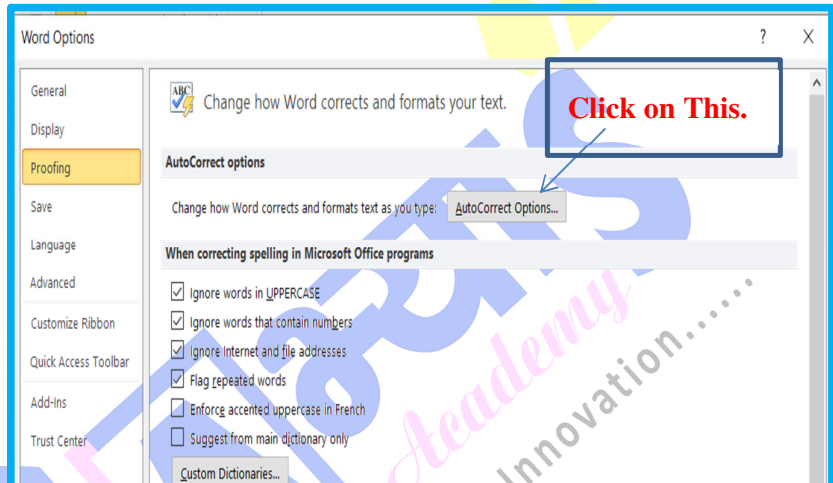 Word Options
?
X
General
Display
Proofing
Save
Language
Advanced
Customize Ribbon
Quick Access Toolbar
Add-Ins
Trust Center
ABC
Change how Word corrects and formats your text.
Click on This.
AutoCorrect options
Change how Word corrects and formats text as you type:
AutoCorrect Options...
When correcting spelling in Microsoft Office programs
Ignore words in UPPERCASE
Ignore words that contain numbers
Ignore Internet and file addresses
Flag repeated words
Enforce accented uppercase in French
Suggest from main dictionary only
Custom Dictionaries...
Academy
Innovation......